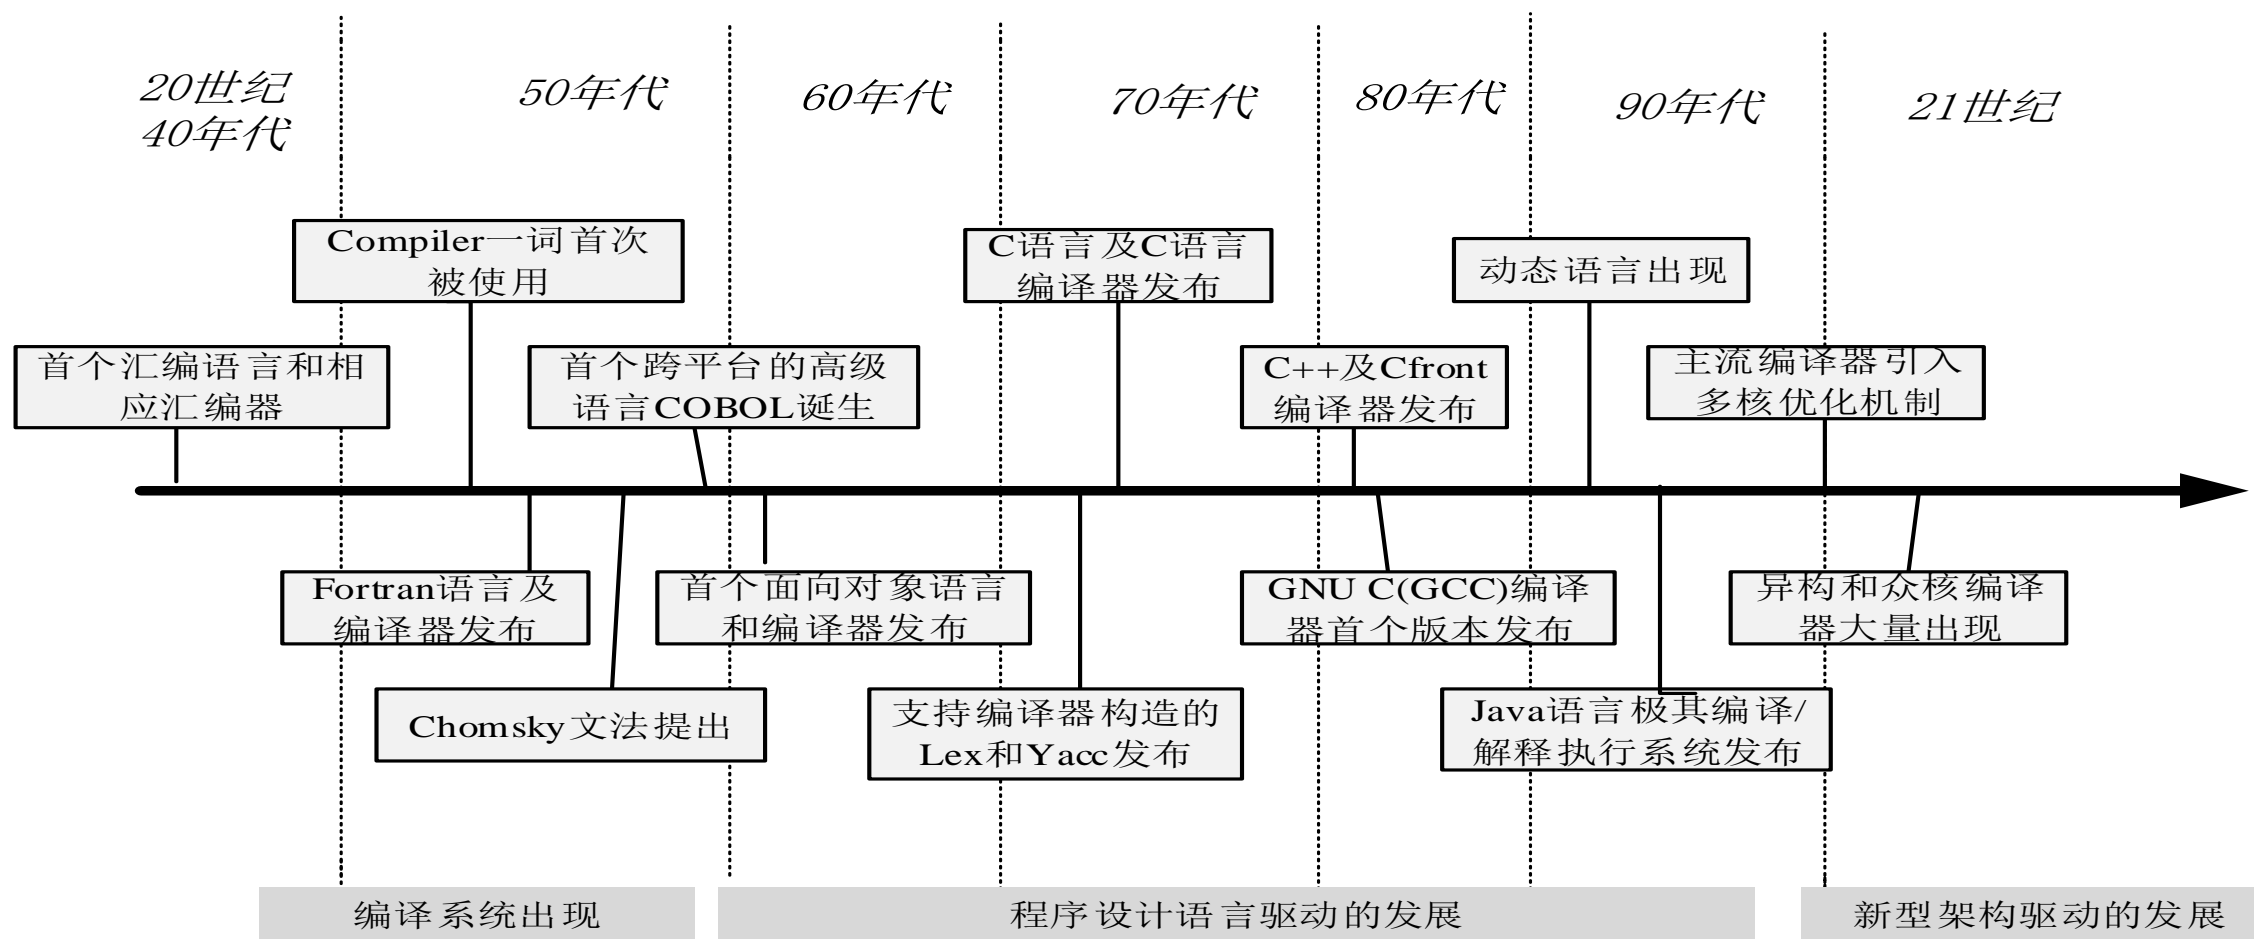 20世纪
40年代
50年代
60年代
70年代
80年代
90年代
21世纪
Compiler一词首次
被使用
C语言及C语言
编译器发布
动态语言出现
首个汇编语言和相
应汇编器
首个跨平台的高级
语言COBOL诞生
C++及Cfront
编译器发布
主流编译器引入
多核优化机制
Fortran语言及
编译器发布
首个面向对象语言
和编译器发布
GNU C(GCC)编译
器首个版本发布
异构和众核编译
器大量出现
Chomsky文法提出
支持编译器构造的
Lex和Yacc发布
Java语言极其编译/
解释执行系统发布
编译系统出现
程序设计语言驱动的发展
新型架构驱动的发展